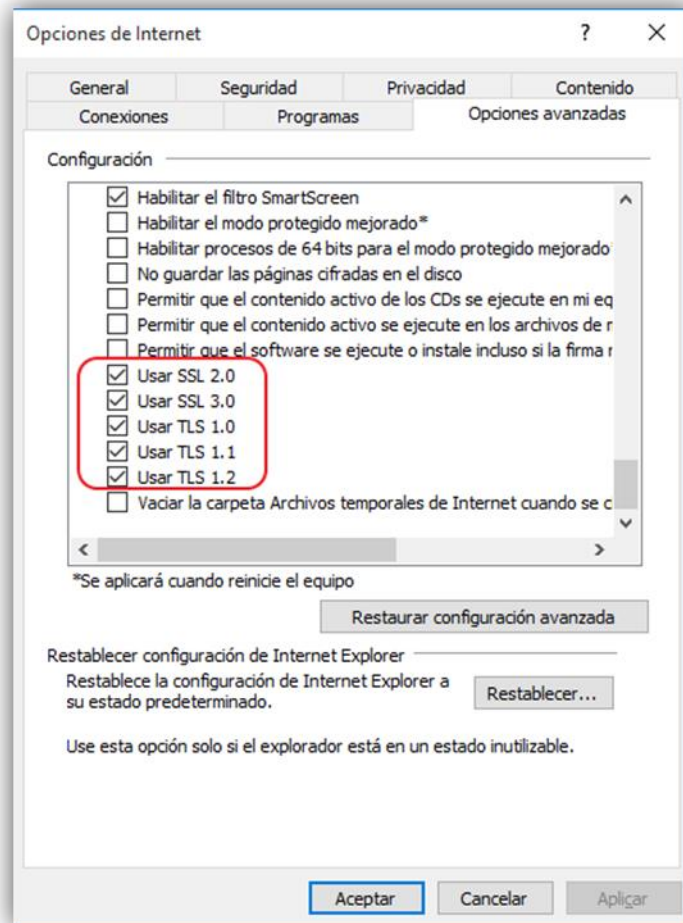 Opciones de Internet
?
General
Seguridad
Privacidad
Contenido
Conexiones
Programas
Opciones avanzadas
Configuración
Habilitar el filtro SmartScreen
Habilitar el modo protegido mejorado*
Habilitar procesos de 64 bits para el modo protegido mejorado
No guardar las páginas cifradas en el disco
Permitir que el contenido activo de los CDs se ejecute en mi eq
Permitir que el contenido activo se ejecute en los archivos de
Permitir que el software se ejecute o instale incluso si la firma
Usar SSL 2.0
Usar SSL 3.0
Usar TLS 1.0
Usar TLS 1.1
Usar TLS 1.2
Vaciar la carpeta Archivos temporales de Internet cuando se
*Se aplicará cuando reinicie el equipo
Restaurar configuración avanzada
Restablecer configuración de Internet Explorer
Restablece la configuración de Internet Explorer a
su estado predeterminado.
Restablecer...
Use esta opción solo si el explorador está en un estado inutilizable.
Aceptar
Cancelar
Aplicar